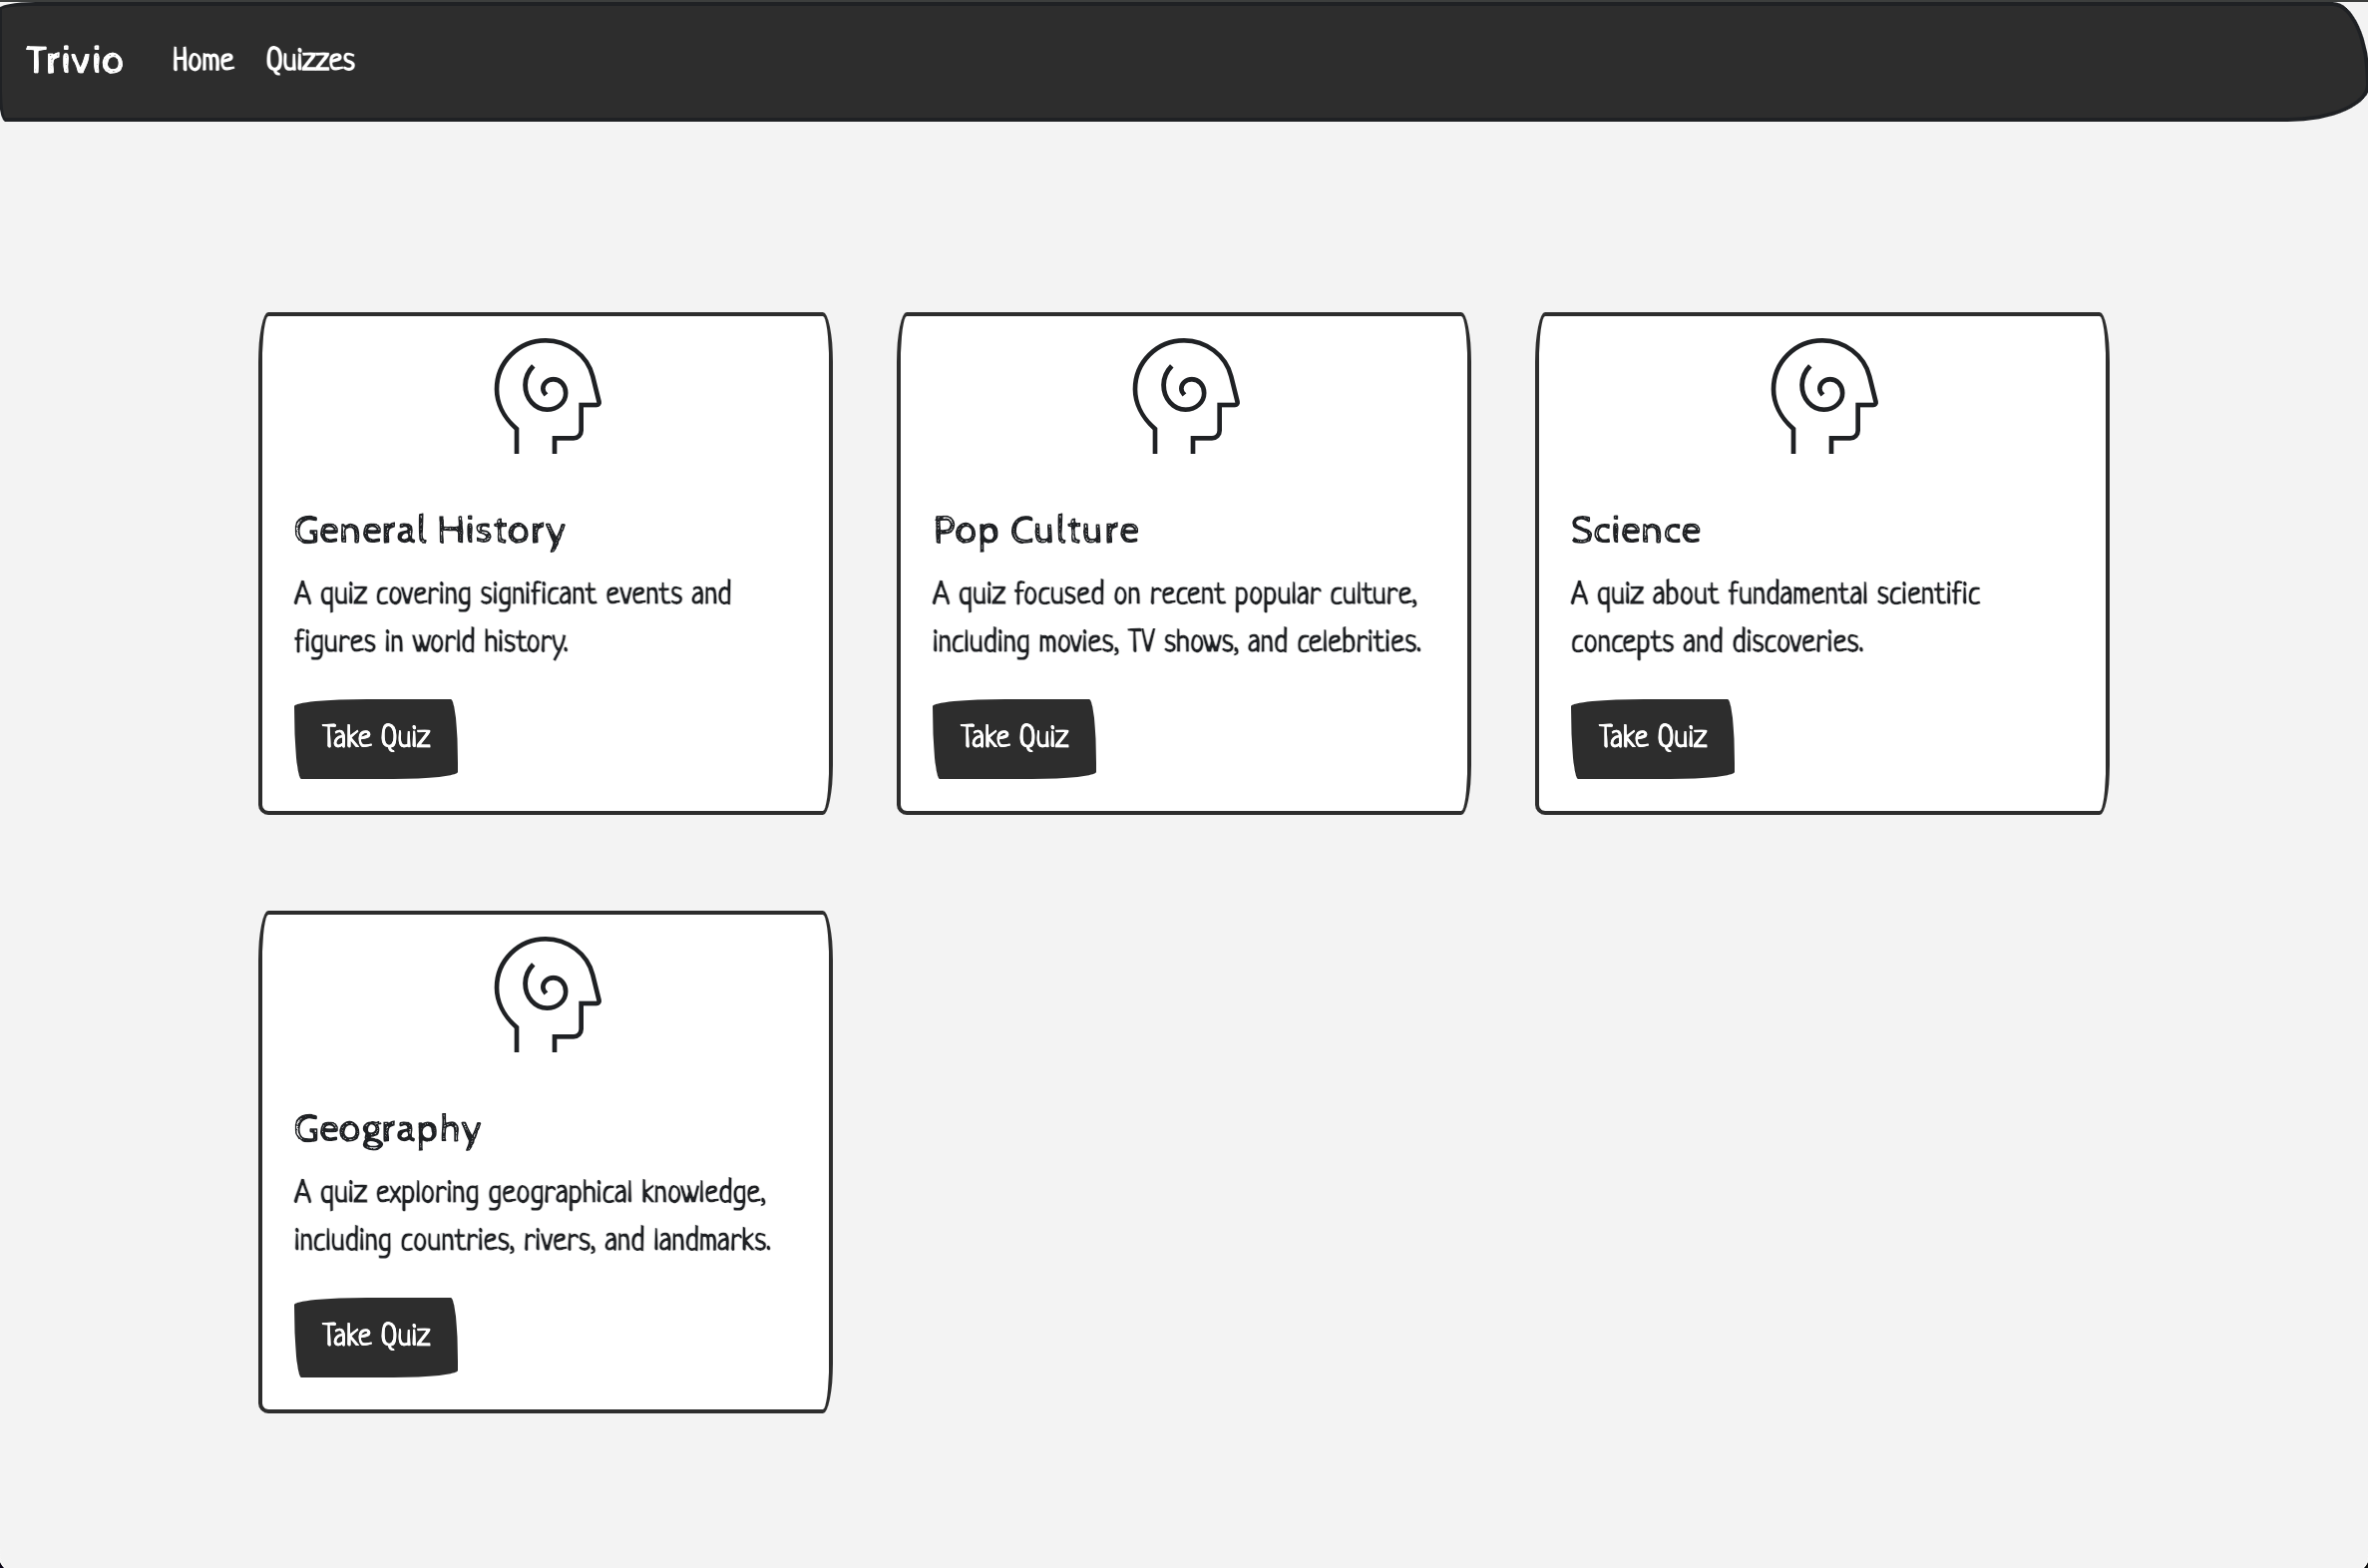 Trivio Home Quizzes
General History
A quiz covering significant events and
figures in world history.
Take Quiz
Pop Culture
A quiz focused on recent popular culture,
including movies, TV shows, and celebrities.
Take Quiz
Science
A quiz about fundamental scientific
concepts and discoveries.
Take Quiz
Geography
A quiz exploring geographical knowledge,
including countries, rivers, and landmarks.
Take Quiz